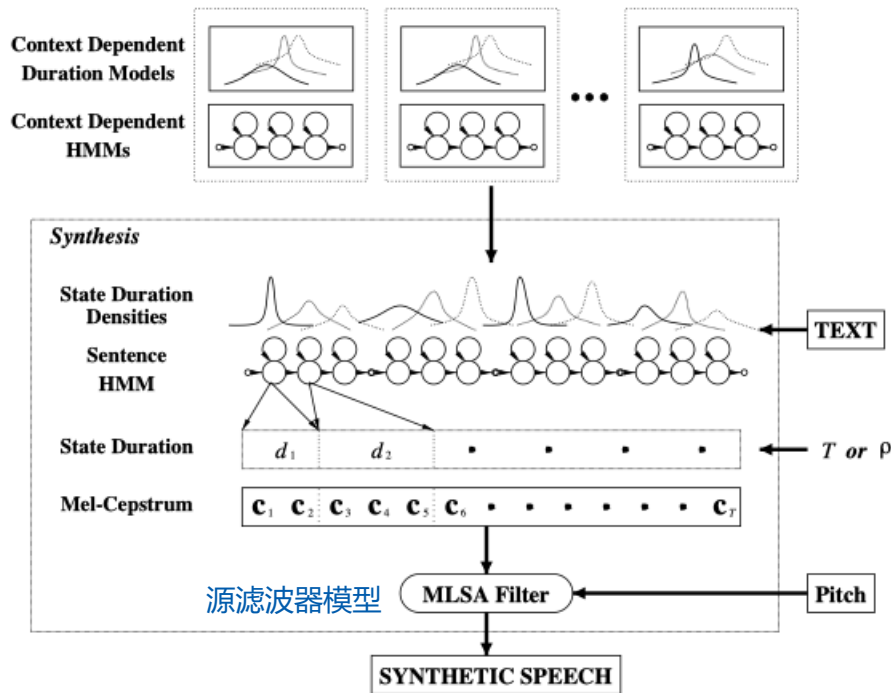 Context Dependent
Duration Models
Context Dependent
HMMs
Synthesis
State Duration
Densities
TEXT
Sentence
HMM
State Duration
d₁ d₂
T or ρ
Mel-Cepstrum
c₁ c₂ c₃ c₄ c₅ c₆ c_T
源滤波器模型
MLSA Filter
Pitch
SYNTHETIC SPEECH